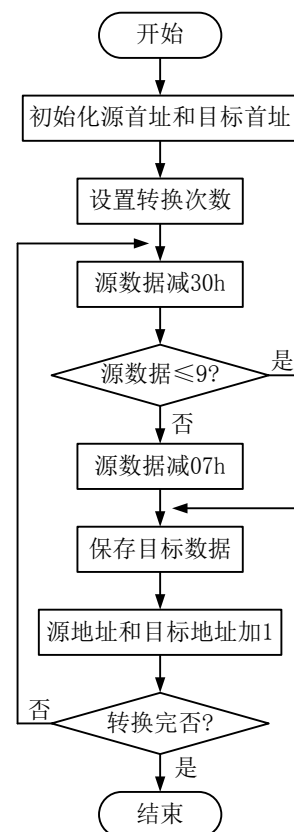 开始
初始化源首址和目标首址
设置转换次数
源数据减30h
源数据≤9?
是
否
源数据减07h
保存目标数据
源地址和目标地址加1
否
转换完否?
是
结束